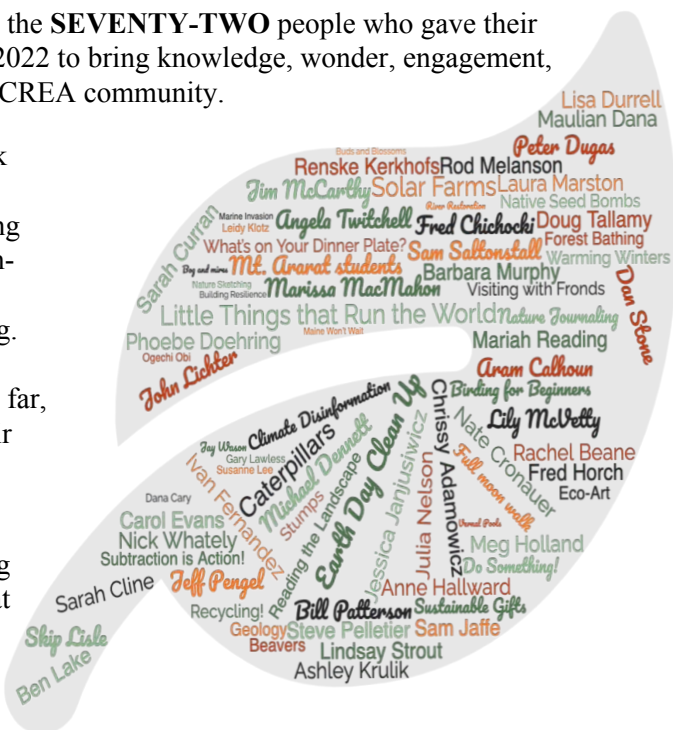 the SEVENTY-TWO people who gave their
2022 to bring knowledge, wonder, engagement,
CREA community.
k
ng
n-
g.
far,
ir
g
at
Lisa Durrell
Maulian Dana
Peter Dugas
Buds and Blossoms
Renske Kerkhofs
Rod Melanson
Jim McCarthy
Solar Farms
Laura Marston
River Restoration
Native Seed Bombs
Sarah Curran
Marine Invasion
Leidy Klotz
Angela Twitchell
Fred Chichocki
Doug Tallamy
What's on Your Dinner Plate?
Sam Saltonstall
Forest Bathing
Warming Winters
Bog and mires
Mt. Ararat students
Barbara Murphy
Dan Stone
Nature Sketching
Building Resilience
Marissa MacMahon
Visiting with Fronds
Little Things that Run the World
Nature Journaling
Phoebe Doehring
Maine Won't Wait
Mariah Reading
Ogechi Obi
John Lichter
Aram Calhoun
Climate Disinformation
Birding for Beginners
Jay Wason
Gary Lawless
Susanne Lee
Caterpillars
Michael Dennett
Earth Day Clean Up
Chrissy Adamowicz
Nate Cronauer
Lily McVetty
Ivan Fernandez
Stumps
Reading the Landscape
Jessica Janiusiwicz
Julia Nelson
Full moon walk
Rachel Beane
Fred Horch
Eco-Art
Dana Cary
Carol Evans
Nick Whately
Subtraction is Action!
Vernal Pools
Meg Holland
Do Something!
Sarah Cline
Jeff Pengel
Anne Hallward
Recycling!
Bill Patterson
Sustainable Gifts
Skip Lisle
Geology
Steve Pelletier
Sam Jaffe
Ben Lake
Beavers
Lindsay Strout
Ashley Krulik